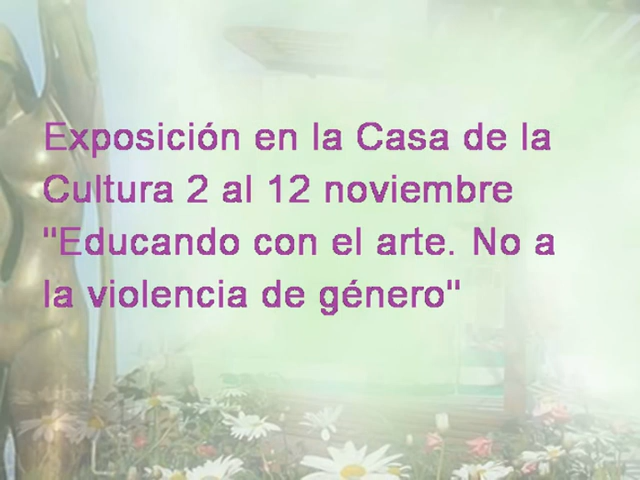 Exposición en la Casa de la
Cultura 2 al 12 noviembre
"Educando con el arte. No a
la violencia de género"